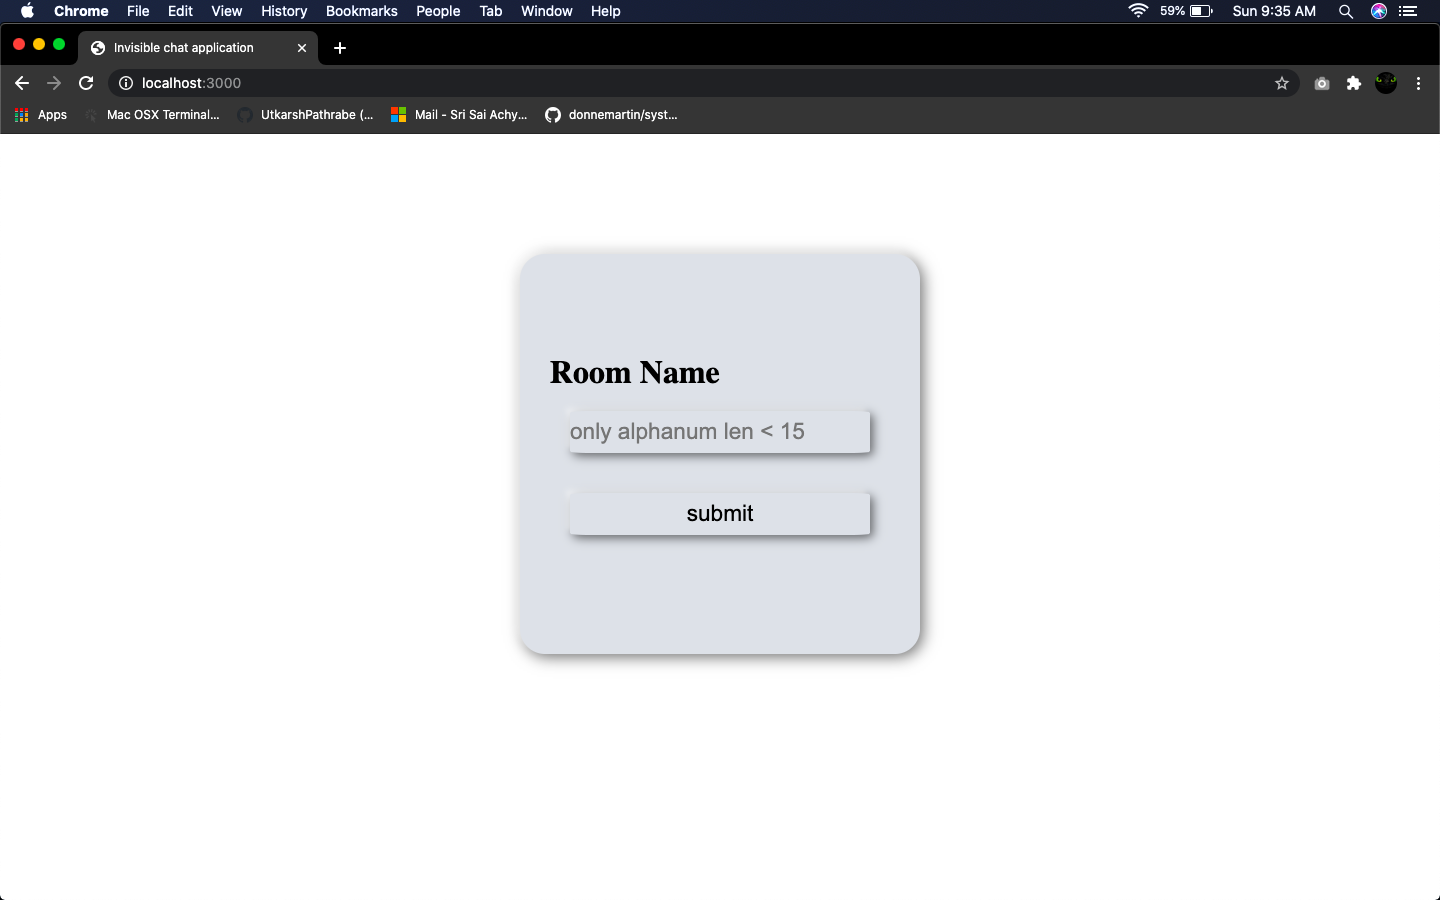 Chrome File Edit View History Bookmarks People Tab Window Help 59% Sun 9:35 AM
Invisible chat application
localhost:3000
Apps Mac OSX Terminal... UtkarshPathrabe (... Mail - Sri Sai Achy... donnemartin/syst...
Room Name
only alphanum len < 15
submit